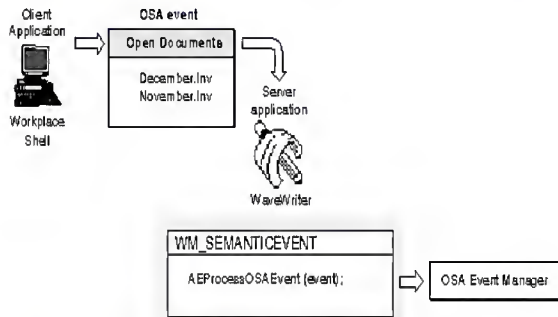 Client
Application
OSA event
Open Documents
December.Inv
November.Inv
Workplace
Shell
Server
application
WaveWriter
WM_SEMANTICEVENT
AEProcessOSAEvent (event);
OSA Event Manager